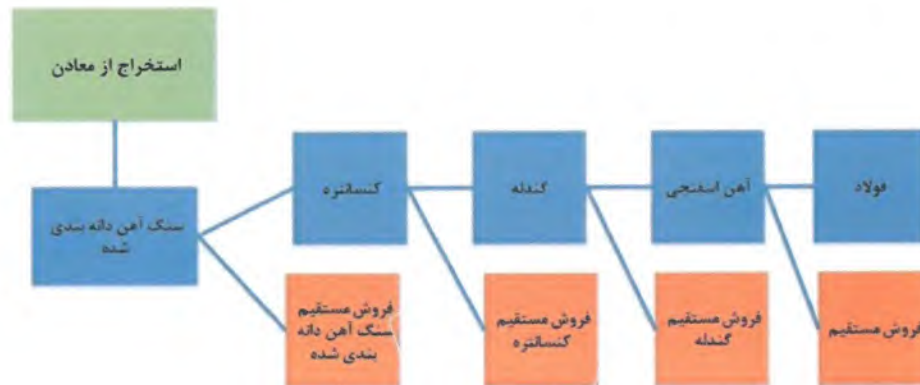 استخراج از معادن
سنگ آهن دانه بندی
شده
کنسانتره
گندله
آهن اسفنجی
فولاد
فروش مستقیم
سنگ آهن دانه
بندی شده
فروش مستقیم
کنسانتره
فروش مستقیم
گندله
فروش مستقیم